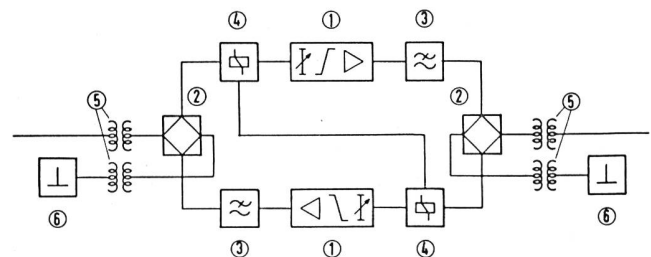 ④ ① ③
⑤ ② ② ⑤
⑥ ③ ① ④ ⑥